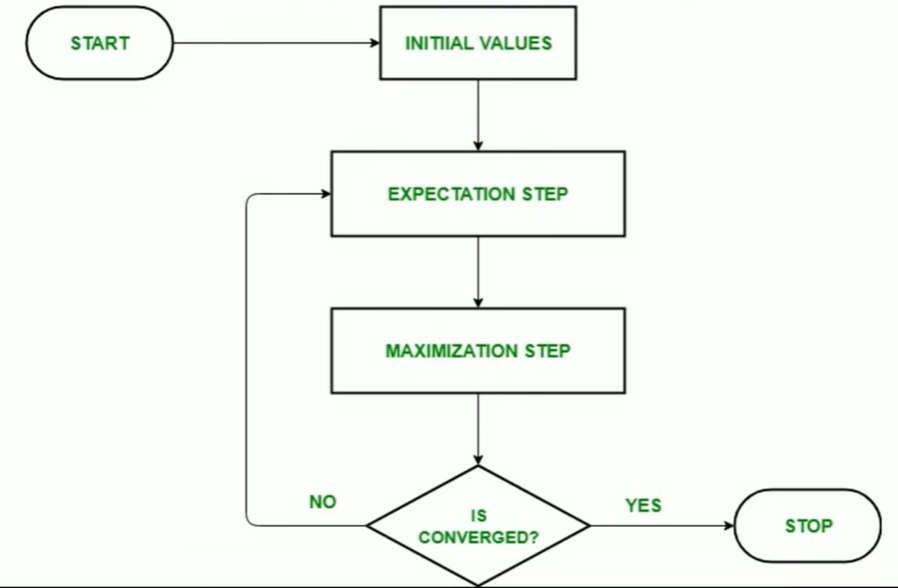 START
INITIIAL VALUES
EXPECTATION STEP
MAXIMIZATION STEP
NO
IS
CONVERGED?
YES
STOP